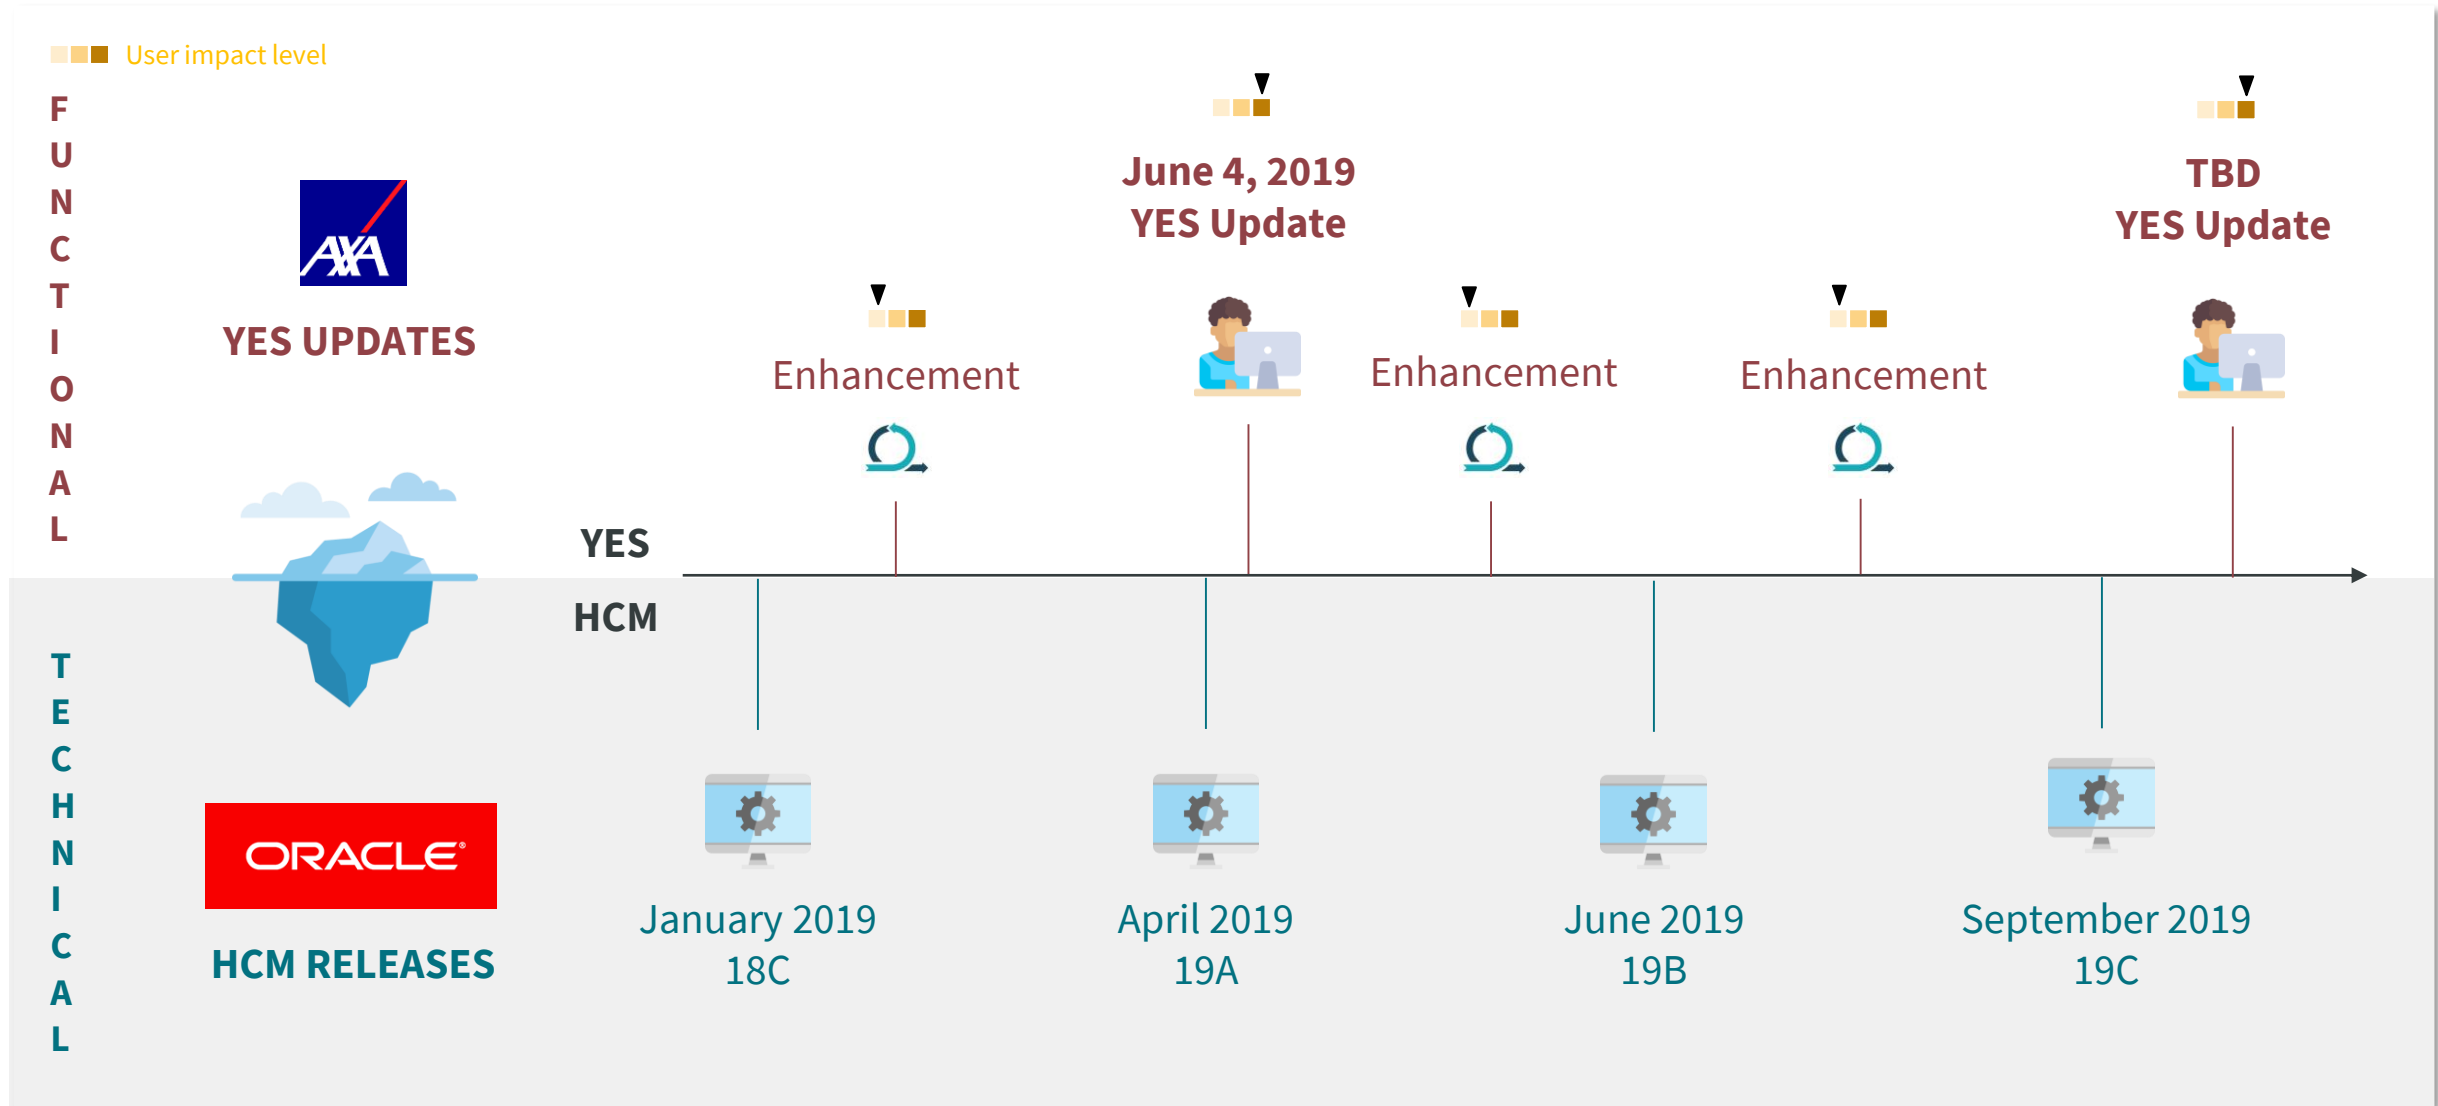 User impact level
FUNCTIONAL
AXA
YES UPDATES
June 4, 2019
YES Update
TBD
YES Update
Enhancement
Enhancement
Enhancement
YES
HCM
TECHNICAL
ORACLE®
HCM RELEASES
January 2019
18C
April 2019
19A
June 2019
19B
September 2019
19C